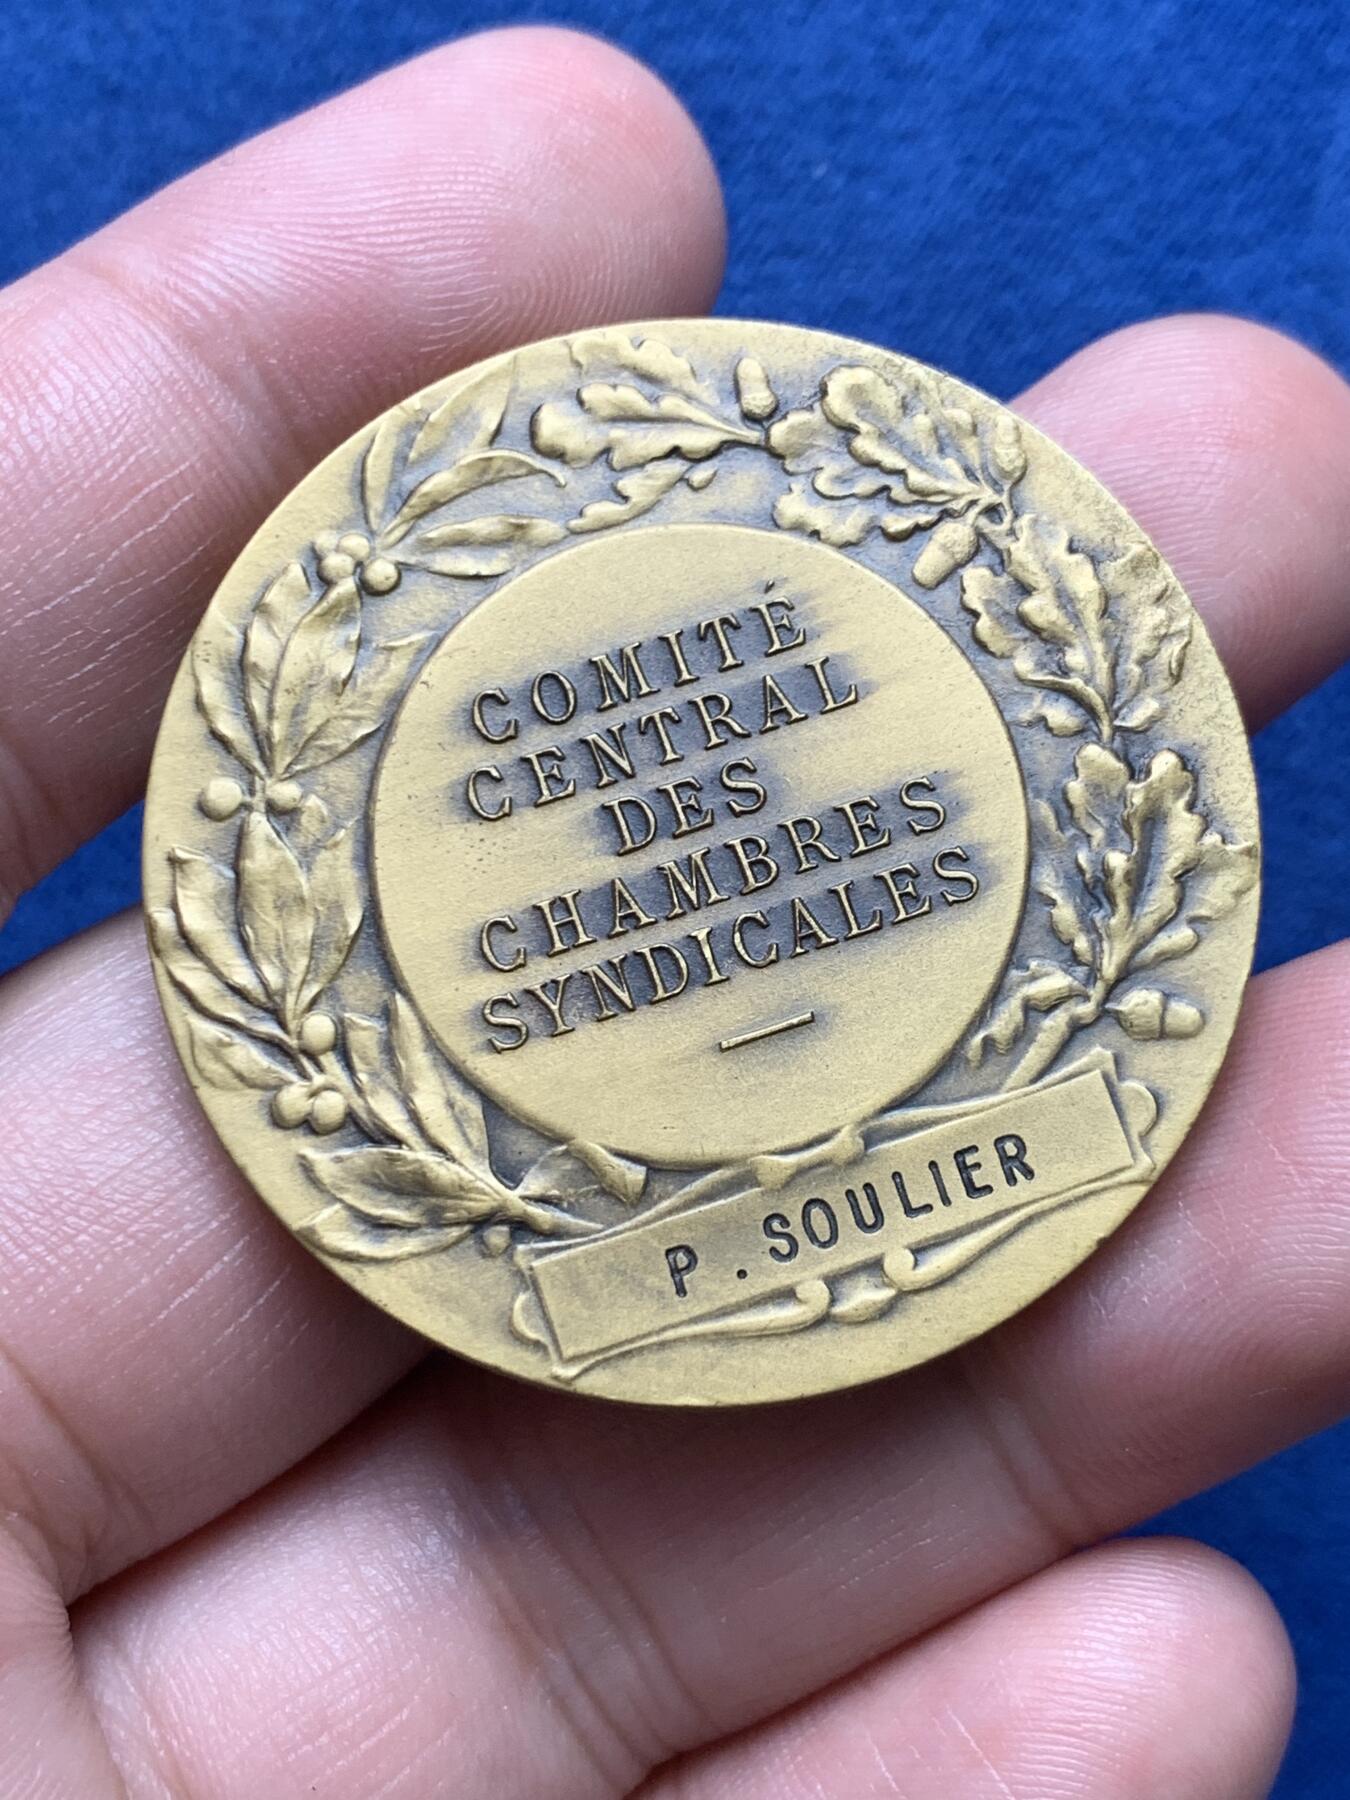 COMITÉ
CENTRAL
DES
CHAMBRES
SYNDICALES
P. SOULIER